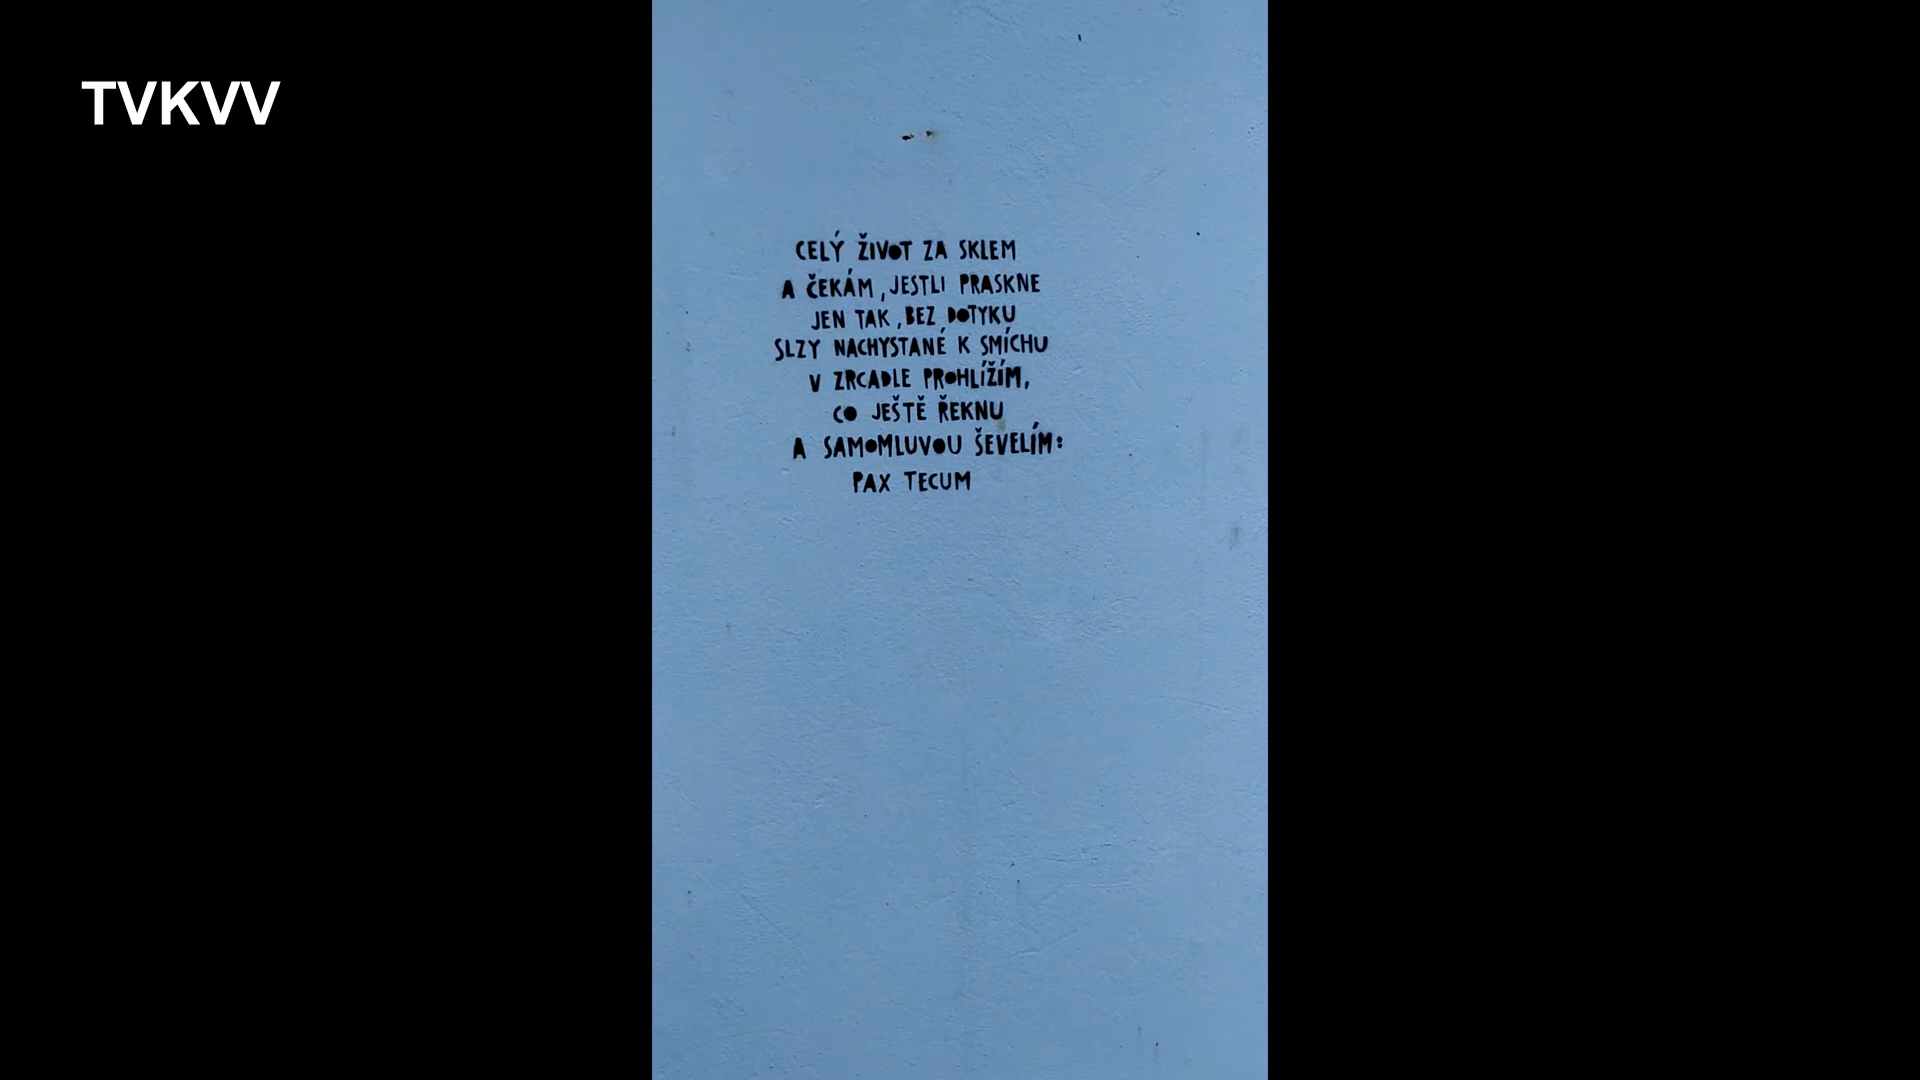 TVKVV
CELÝ ŽIVOT ZA SKLEM
A ČEKÁM, JESTLI PRASKNE
JEN TAK, BEZ DOTYKU
SLZY NACHYSTANÉ K SMÍCHU
V ZRCADLE PROHLÍŽÍM,
CO JEŠTĚ ŘEKNU
A SAMOMLUVOU ŠEVELÍM:
PAX TECUM